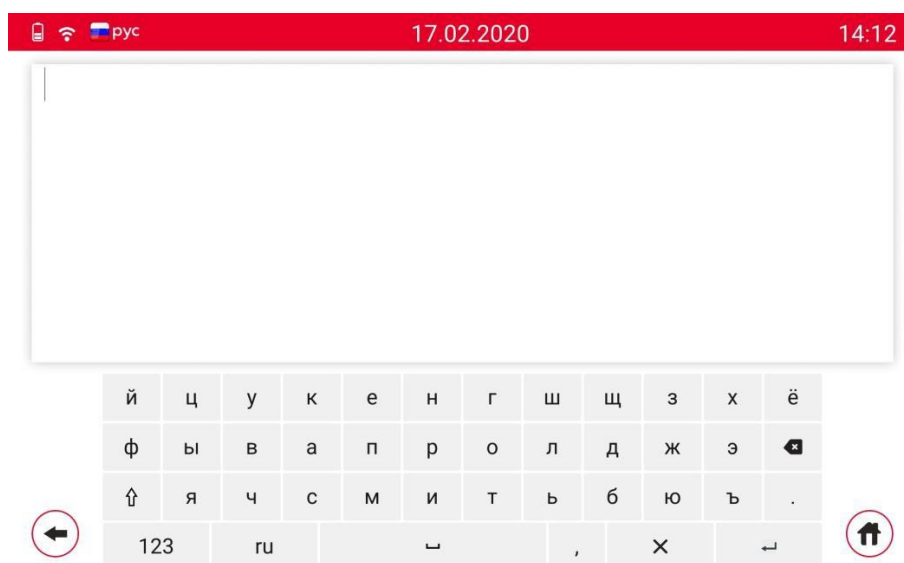 рус 17.02.2020 14:12
й ц у к е н г ш щ з х ё
ф ы в а п р о л д ж э
я ч с м и т ь б ю ъ .
123 ru ,